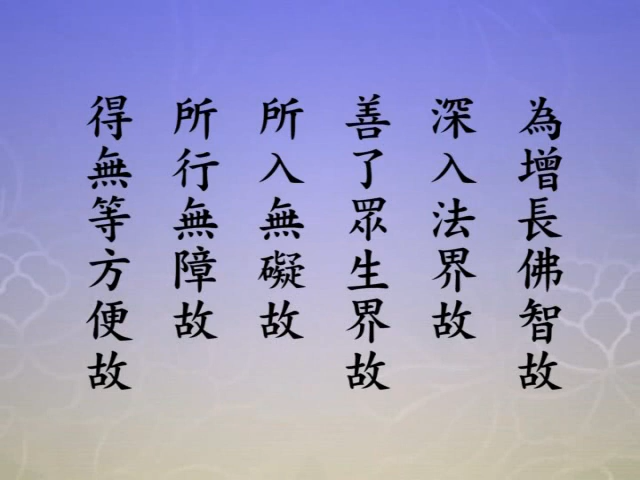 為增長佛智故
深入法界故
善了眾生界故
所入無礙故
所行無障故
得無等方便故